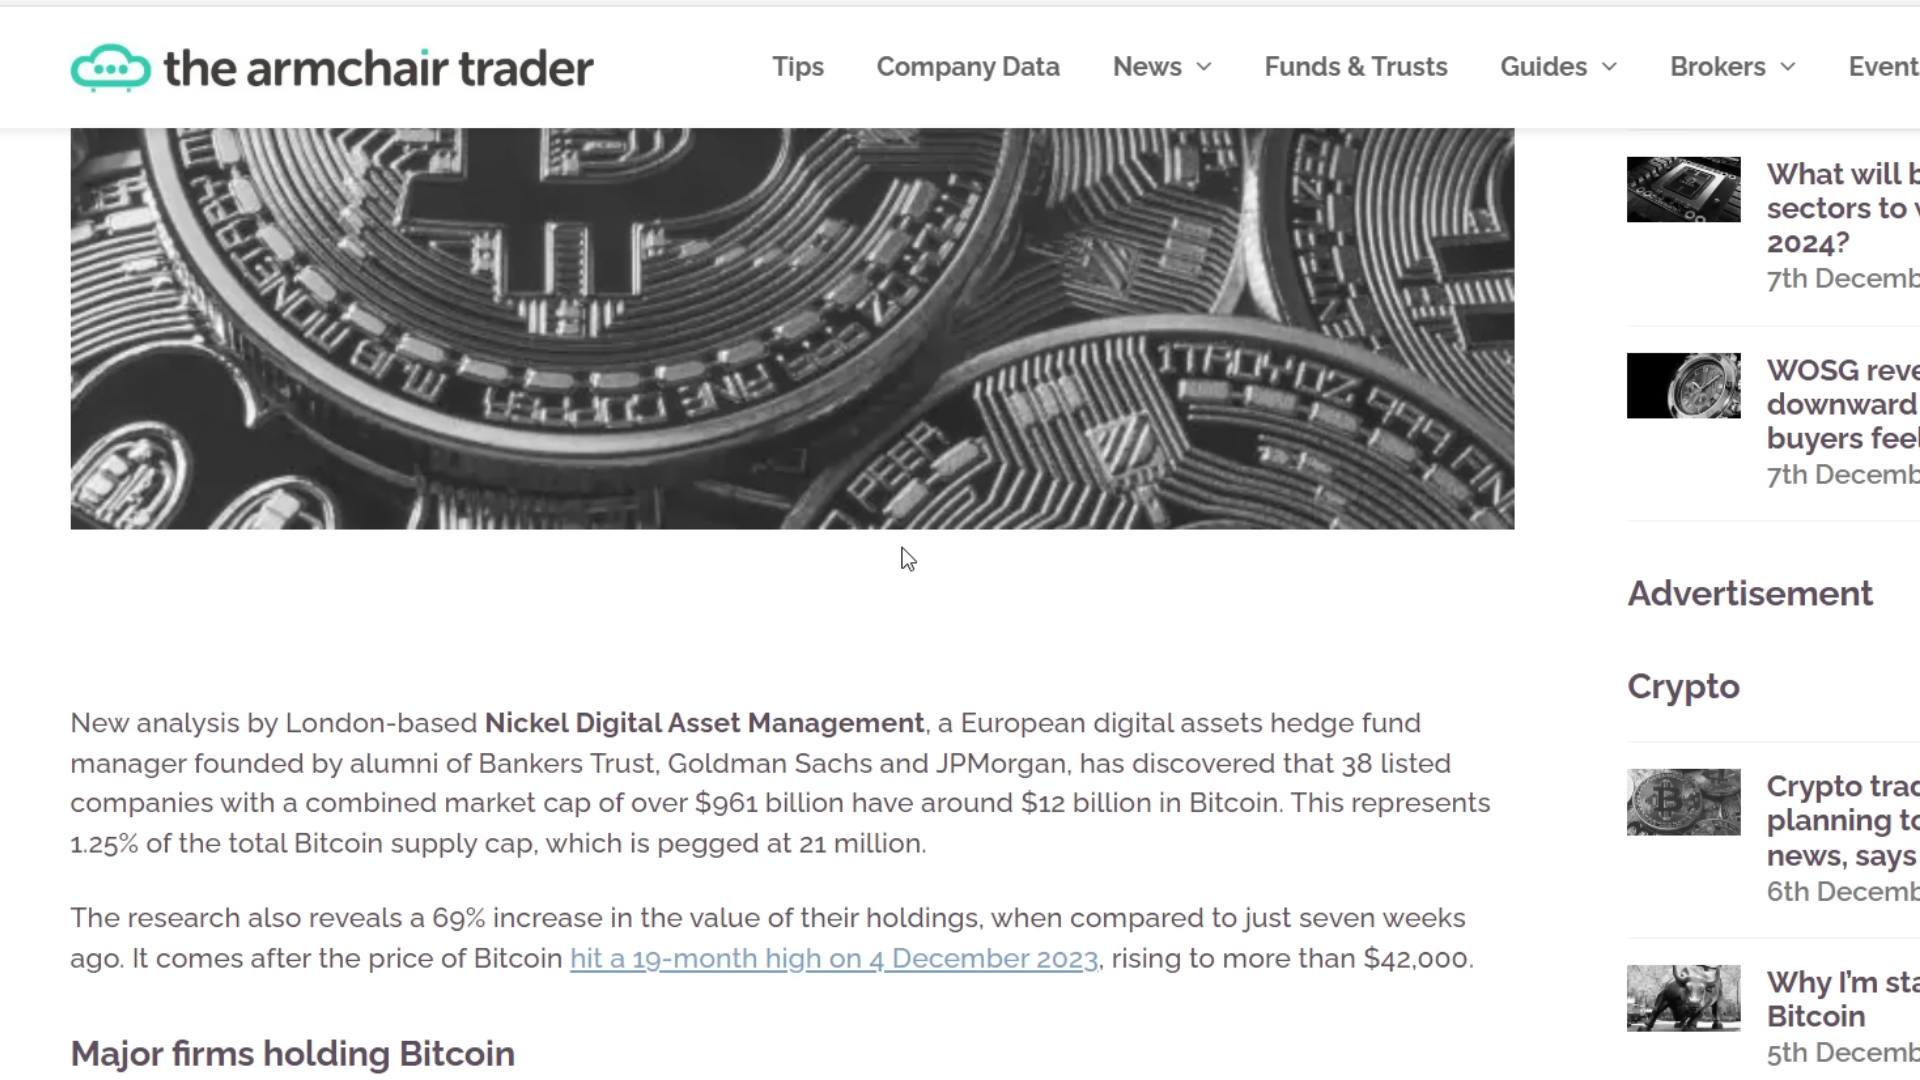 the armchair trader
Tips
Company Data
News
Funds & Trusts
Guides
Brokers
Event
What will b
sectors to
2024?
7th Decemb
WOSG reve
downward
buyers feel
7th Decemb
Advertisement
Crypto
Crypto trad
planning to
news, says
6th Decemb
Why I'm sta
Bitcoin
5th Decemb
New analysis by London-based Nickel Digital Asset Management, a European digital assets hedge fund
manager founded by alumni of Bankers Trust, Goldman Sachs and JPMorgan, has discovered that 38 listed
companies with a combined market cap of over $961 billion have around $12 billion in Bitcoin. This represents
1.25% of the total Bitcoin supply cap, which is pegged at 21 million.
The research also reveals a 69% increase in the value of their holdings, when compared to just seven weeks
ago. It comes after the price of Bitcoin hit a 19-month high on 4 December 2023, rising to more than $42,000.
Major firms holding Bitcoin